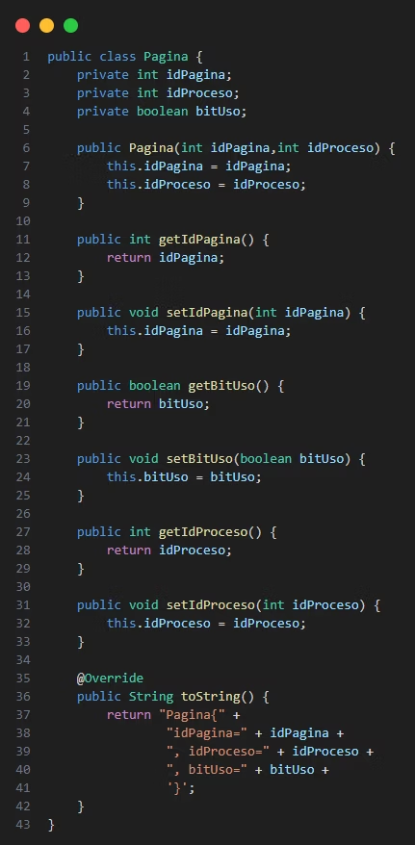 1 public class Pagina {
2     private int idPagina;
3     private int idProceso;
4     private boolean bitUso;
5
6     public Pagina(int idPagina,int idProceso) {
7         this.idPagina = idPagina;
8         this.idProceso = idProceso;
9     }
10
11     public int getIdPagina() {
12         return idPagina;
13     }
14
15     public void setIdPagina(int idPagina) {
16         this.idPagina = idPagina;
17     }
18
19     public boolean getBitUso() {
20         return bitUso;
21     }
22
23     public void setBitUso(boolean bitUso) {
24         this.bitUso = bitUso;
25     }
26
27     public int getIdProceso() {
28         return idProceso;
29     }
30
31     public void setIdProceso(int idProceso) {
32         this.idProceso = idProceso;
33     }
34
35     @Override
36     public String toString() {
37         return "Pagina{" +
38                 "idPagina=" + idPagina +
39                 ", idProceso=" + idProceso +
40                 ", bitUso=" + bitUso +
41                 '}';
42     }
43 }